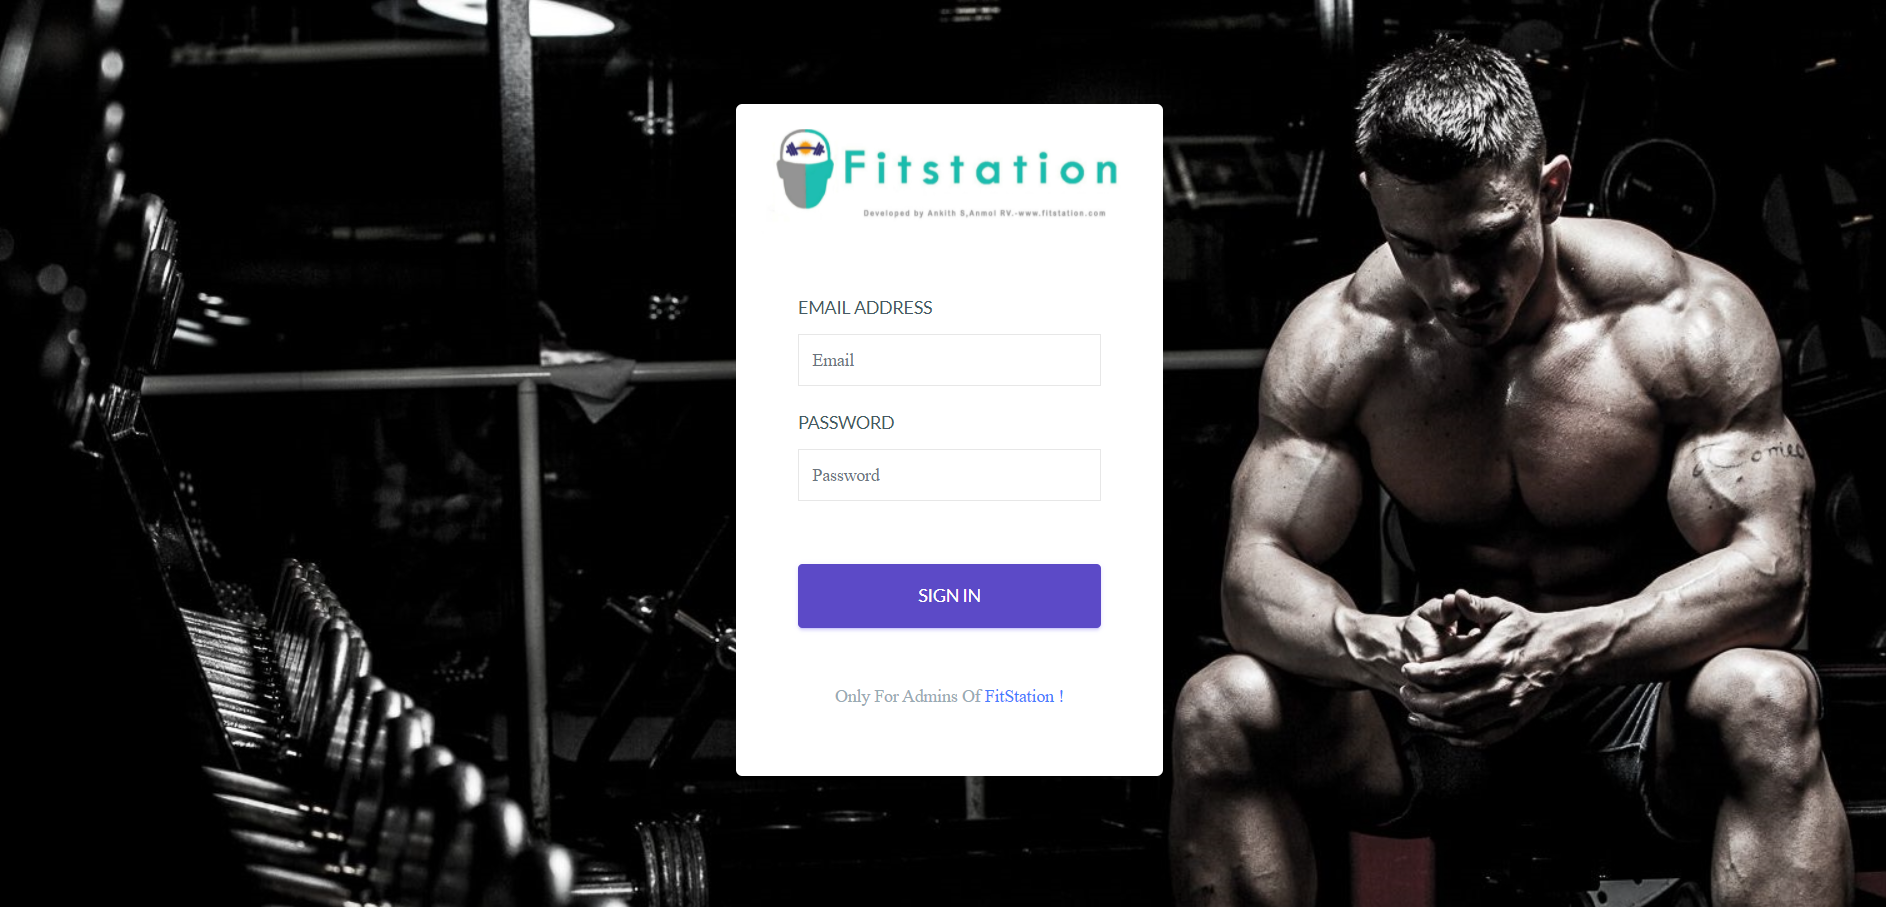 Fitstation
Developed by Ankith S,Anmol RV.-www.fitstation.com
EMAIL ADDRESS
Email
PASSWORD
Password
SIGN IN
Only For Admins Of FitStation !